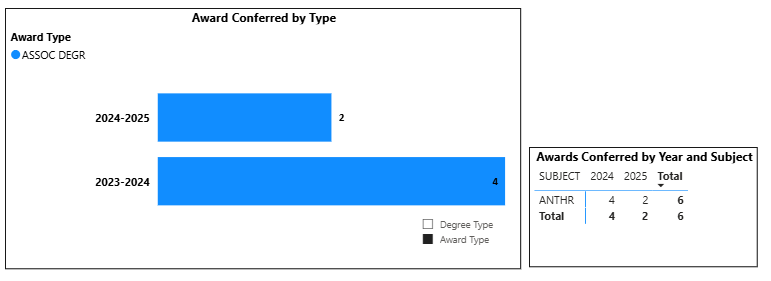 Award Conferred by Type
Award Type
ASSOC DEGR
2024-2025 2
2023-2024 4
Degree Type
Award Type
Awards Conferred by Year and Subject
SUBJECT 2024 2025 Total
ANTHR 4 2 6
Total 4 2 6